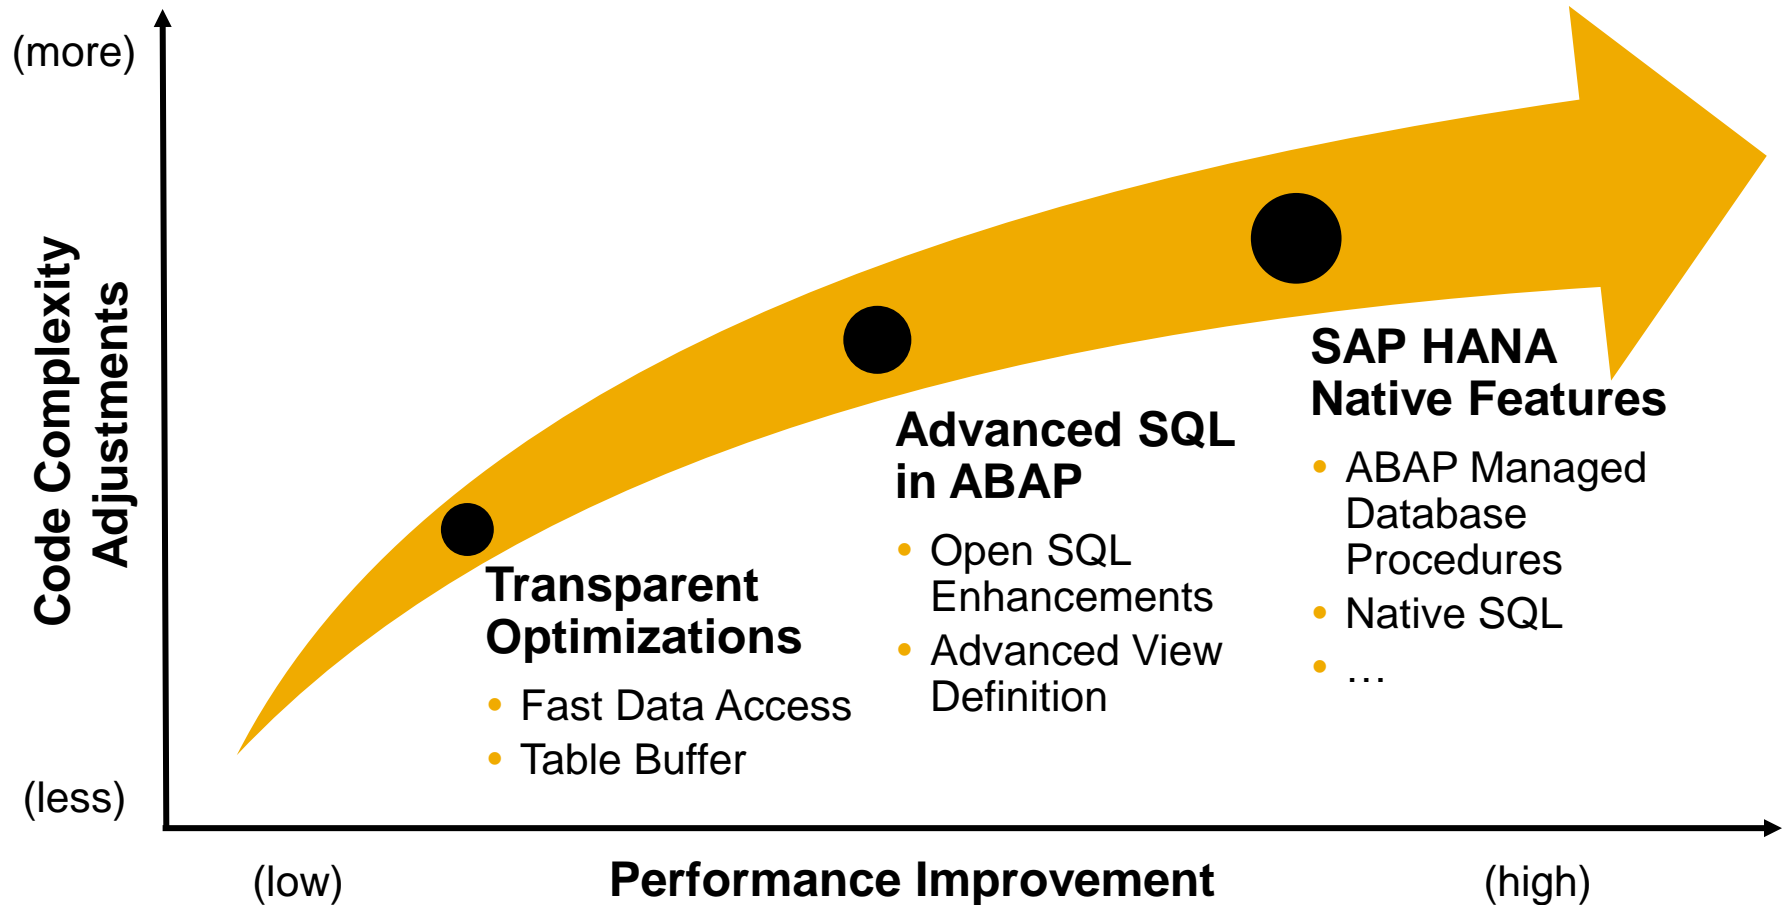 (more)
Code Complexity
Adjustments
(less)
Transparent
Optimizations
• Fast Data Access
• Table Buffer
Advanced SQL
in ABAP
• Open SQL
Enhancements
• Advanced View
Definition
SAP HANA
Native Features
• ABAP Managed
Database
Procedures
• Native SQL
• …
(low)
Performance Improvement
(high)